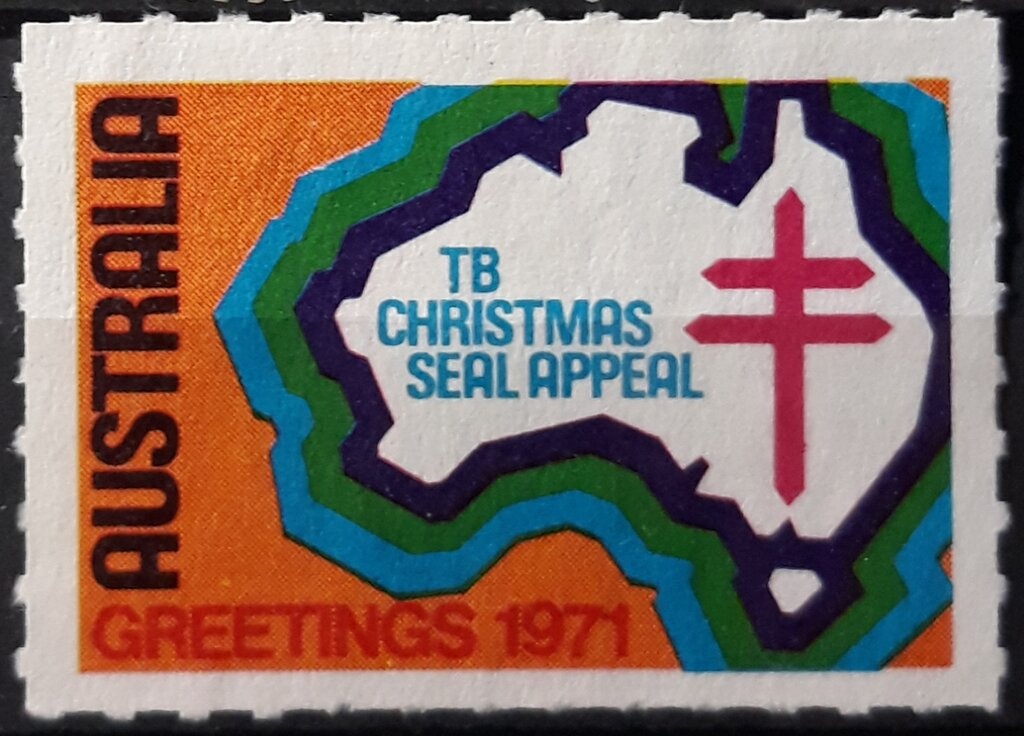 AUSTRALIA
TB
CHRISTMAS
SEAL APPEAL
GREETINGS 1971